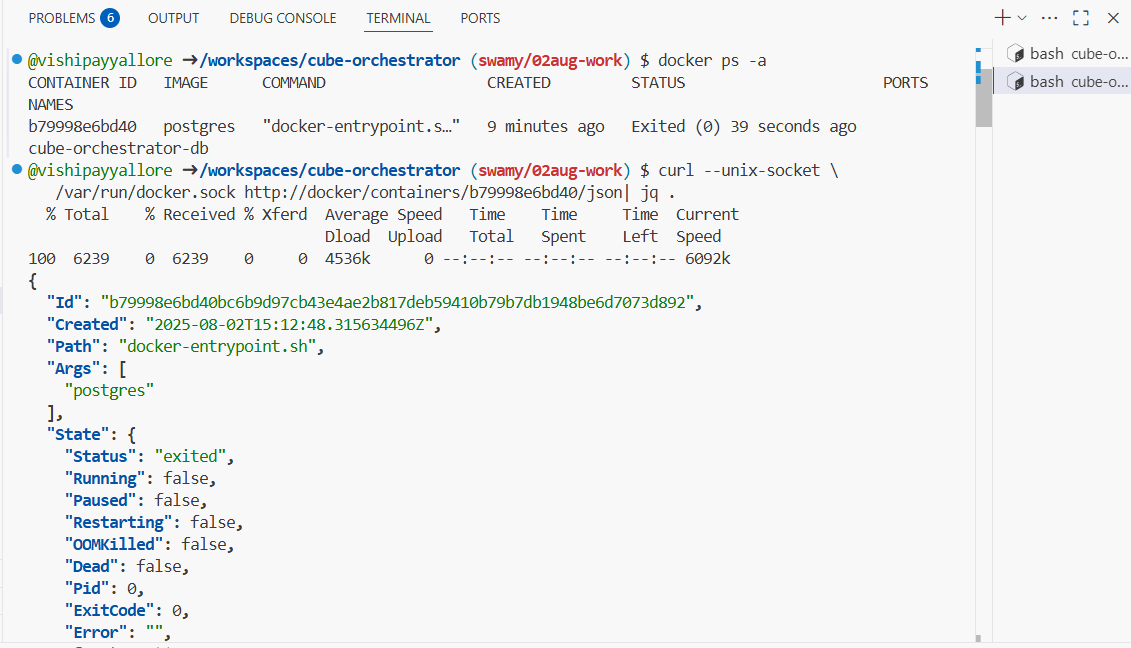 PROBLEMS 6 OUTPUT DEBUG CONSOLE TERMINAL PORTS
bash cube-o...
bash cube-o...
@vishipayyallore ➜/workspaces/cube-orchestrator (swamy/02aug-work) $ docker ps -a
CONTAINER ID   IMAGE      COMMAND                  CREATED         STATUS                      PORTS
NAMES
b79998e6bd40   postgres   "docker-entrypoint.s…"   9 minutes ago   Exited (0) 39 seconds ago
cube-orchestrator-db
@vishipayyallore ➜/workspaces/cube-orchestrator (swamy/02aug-work) $ curl --unix-socket \
   /var/run/docker.sock http://docker/containers/b79998e6bd40/json| jq .
  % Total    % Received % Xferd  Average Speed   Time    Time     Time  Current
                                 Dload  Upload   Total   Spent    Left  Speed
100  6239    0  6239    0     0  4536k      0 --:--:-- --:--:-- --:--:-- 6092k
{
  "Id": "b79998e6bd40bc6b9d97cb43e4ae2b817deb59410b79b7db1948be6d7073d892",
  "Created": "2025-08-02T15:12:48.315634496Z",
  "Path": "docker-entrypoint.sh",
  "Args": [
    "postgres"
  ],
  "State": {
    "Status": "exited",
    "Running": false,
    "Paused": false,
    "Restarting": false,
    "OOMKilled": false,
    "Dead": false,
    "Pid": 0,
    "ExitCode": 0,
    "Error": "",